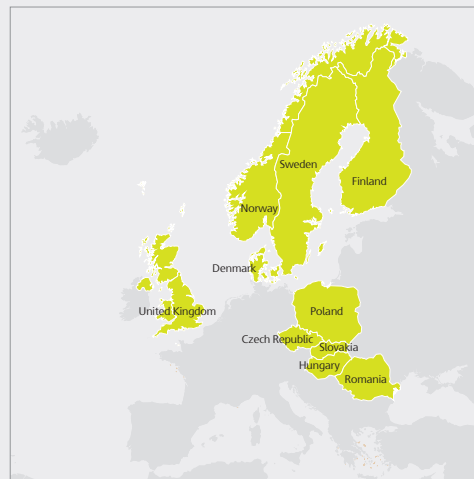 Sweden
Finland
Norway
Denmark
United Kingdom
Poland
Czech Republic
Slovakia
Hungary
Romania